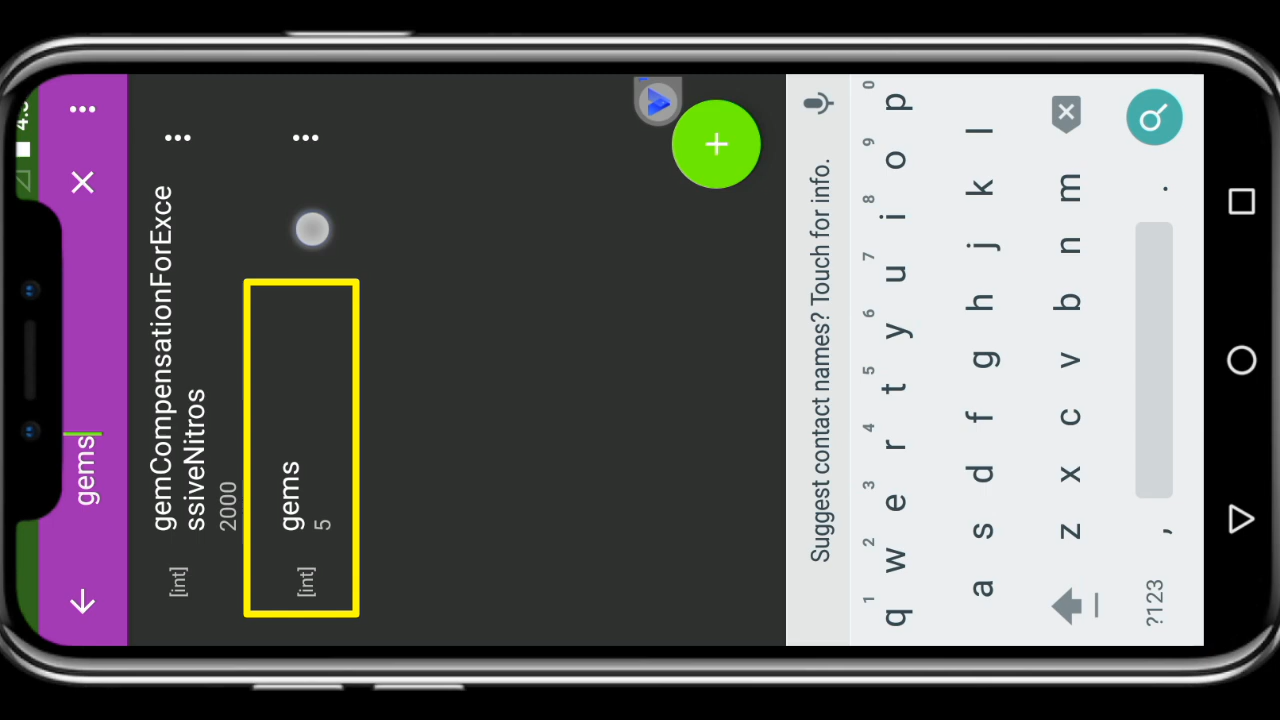 4:
gems
[int]
gemCompensationForExce
ssiveNitros
2000
[int]
gems
5
Suggest contact names? Touch for info.
1 2 3 4 5 6 7 8 9 0
q w e r t y u i o p
a s d f g h j k l
z x c v b n m
?123 , .